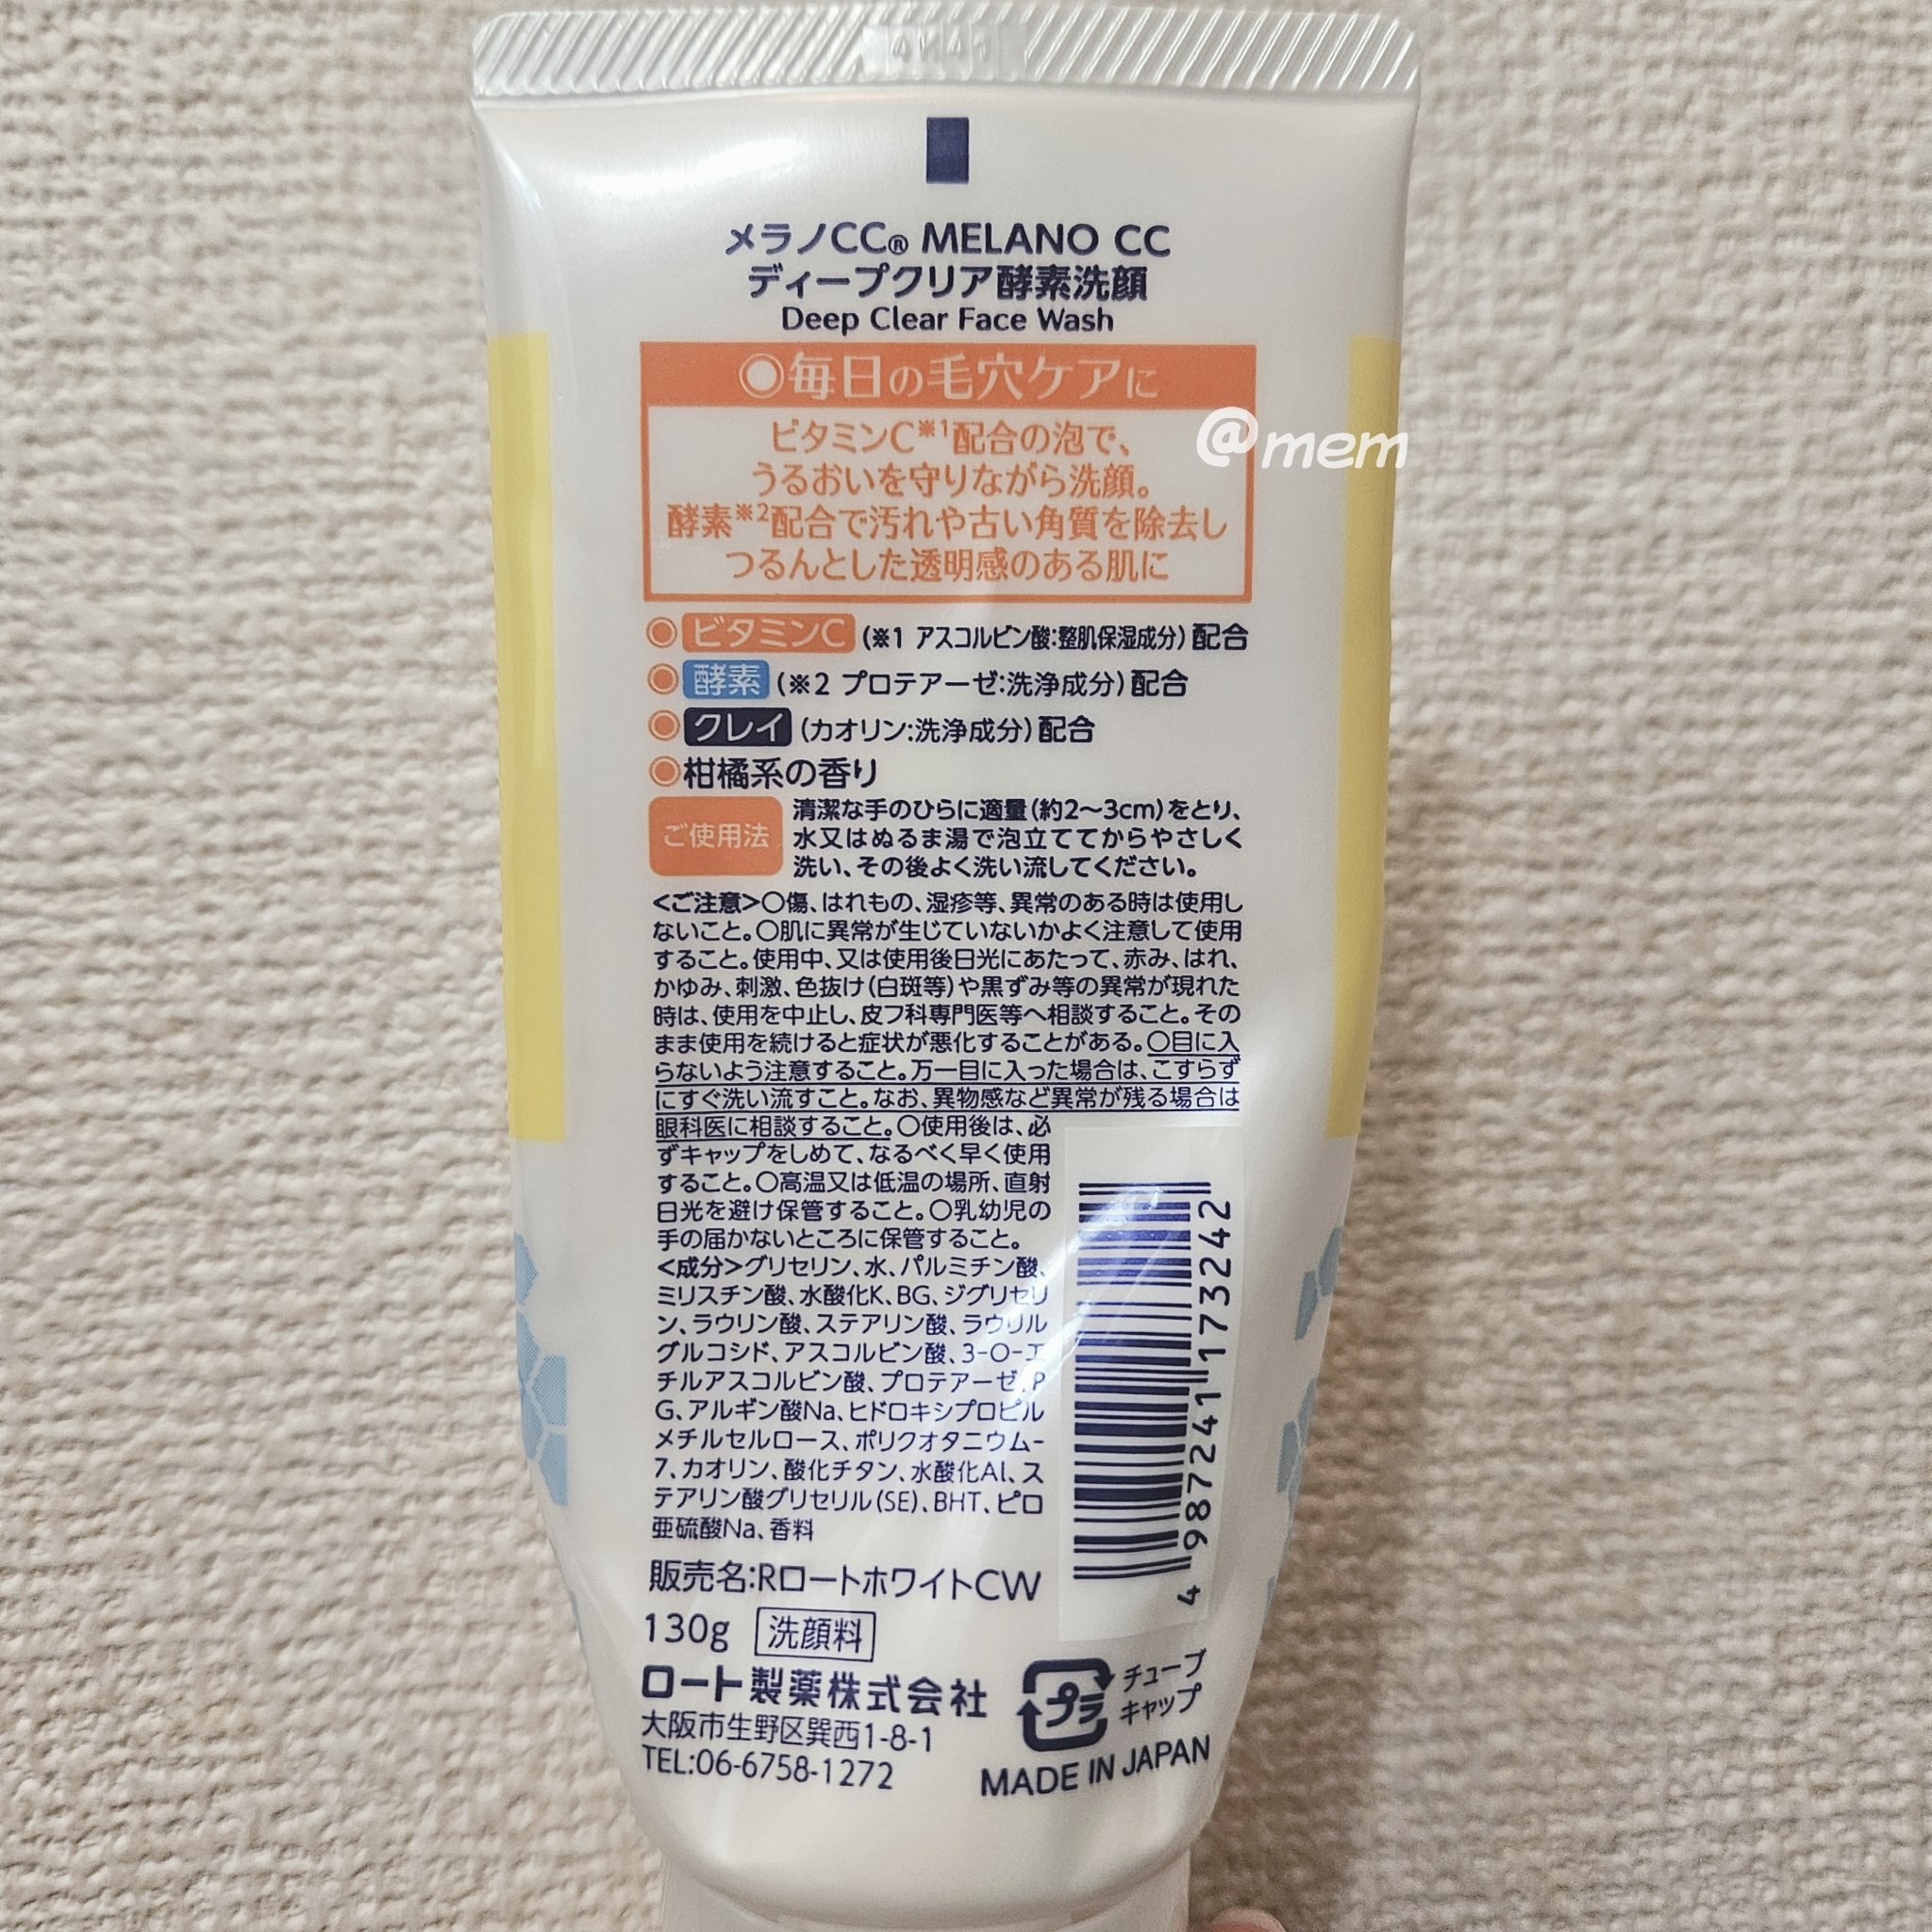 4K41
メラノCC® MELANO CC
ディープクリア酵素洗顔
Deep Clear Face Wash
◉毎日の毛穴ケアに
ビタミンC※1配合の泡で、
うるおいを守りながら洗顔。
酵素※2配合で汚れや古い角質を除去し
つるんとした透明感のある肌に
@mem
◉ビタミンC(※1 アスコルビン酸:整肌保湿成分)配合
◉酵素(※2 プロテアーゼ:洗浄成分)配合
◉クレイ(カオリン:洗浄成分)配合
◉柑橘系の香り
ご使用法
清潔な手のひらに適量(約2〜3cm)をとり、
水又はぬるま湯で泡立ててからやさしく
洗い、その後よく洗い流してください。
<ご注意>○傷、はれもの、湿疹等、異常のある時は使用し
ないこと。○肌に異常が生じていないかよく注意して使用
すること。使用中、又は使用後日光にあたって、赤み、はれ、
かゆみ、刺激、色抜け(白斑等)や黒ずみ等の異常が現れた
時は、使用を中止し、皮フ科専門医等へ相談すること。その
まま使用を続けると症状が悪化することがある。○目に入
らないよう注意すること。万一目に入った場合は、こすらず
にすぐ洗い流すこと。なお、異物感など異常が残る場合は
眼科医に相談すること。○使用後は、必
ずキャップをしめて、なるべく早く使用
すること。○高温又は低温の場所、直射
日光を避け保管すること。○乳幼児の
手の届かないところに保管すること。
<成分>グリセリン、水、パルミチン酸、
ミリスチン酸、水酸化K、BG、ジグリセリ
ン、ラウリン酸、ステアリン酸、ラウリル
グルコシド、アスコルビン酸、3-O-エ
チルアスコルビン酸、プロテアーゼ、P
G、アルギン酸Na、ヒドロキシプロピル
メチルセルロース、ポリクオタニウム-
7、カオリン、酸化チタン、水酸化Al、ス
テアリン酸グリセリル(SE)、BHT、ピロ
亜硫酸Na、香料
4 987241 173242
販売名:RロートホワイトCW
130g 洗顔料
ロート製薬株式会社
大阪市生野区巽西1-8-1
TEL:06-6758-1272
プラ
チューブ
キャップ
MADE IN JAPAN